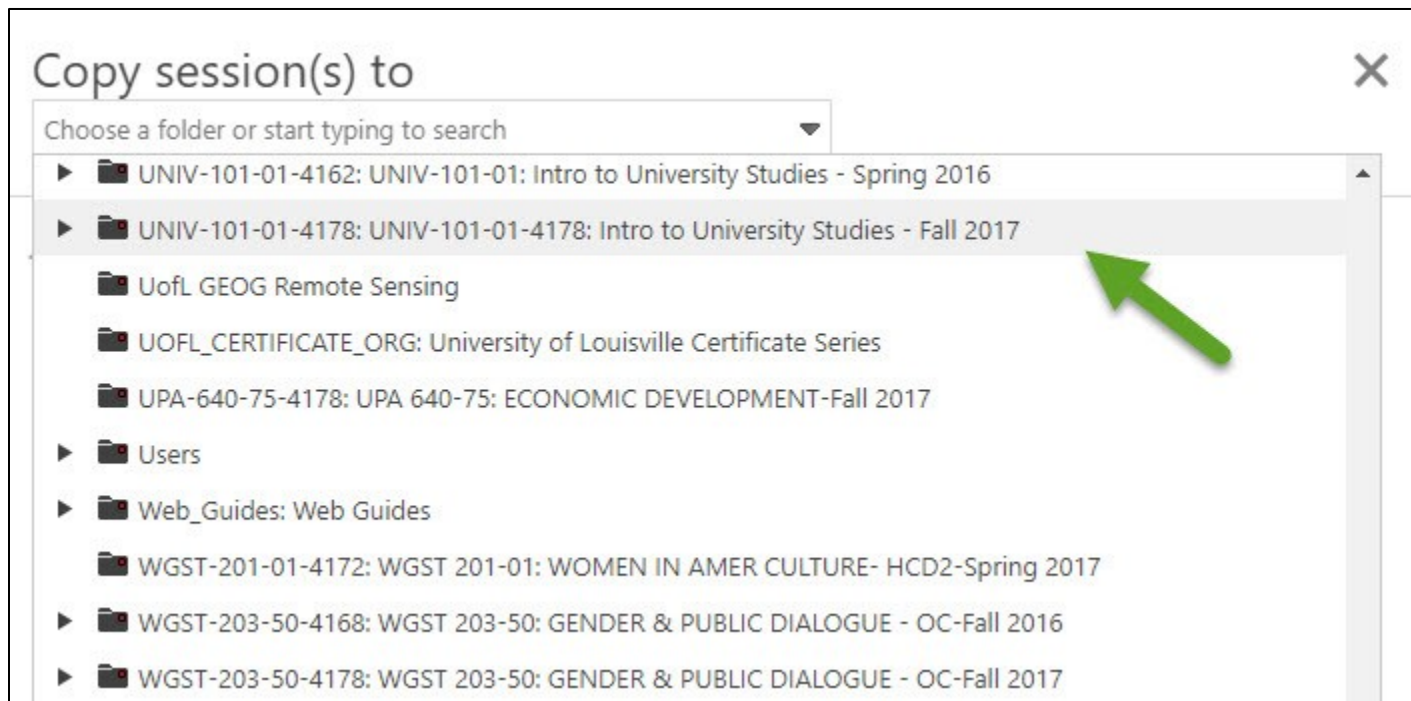 Copy session(s) to
Choose a folder or start typing to search
UNIV-101-01-4162: UNIV-101-01: Intro to University Studies - Spring 2016
UNIV-101-01-4178: UNIV-101-01-4178: Intro to University Studies - Fall 2017
UofL GEOG Remote Sensing
UOFL_CERTIFICATE_ORG: University of Louisville Certificate Series
UPA-640-75-4178: UPA 640-75: ECONOMIC DEVELOPMENT-Fall 2017
Users
Web_Guides: Web Guides
WGST-201-01-4172: WGST 201-01: WOMEN IN AMER CULTURE- HCD2-Spring 2017
WGST-203-50-4168: WGST 203-50: GENDER & PUBLIC DIALOGUE - OC-Fall 2016
WGST-203-50-4178: WGST 203-50: GENDER & PUBLIC DIALOGUE - OC-Fall 2017